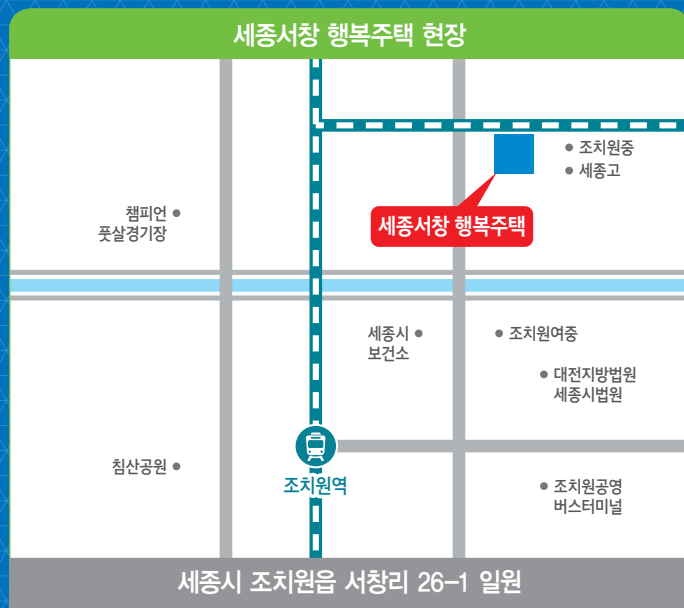 세종서창 행복주택 현장
조치원중
세종고
챔피언
풋살경기장
세종서창 행복주택
세종시
보건소
조치원여중
대전지방법원
세종시법원
침산공원
조치원역
조치원공영
버스터미널
세종시 조치원읍 서창리 26-1 일원